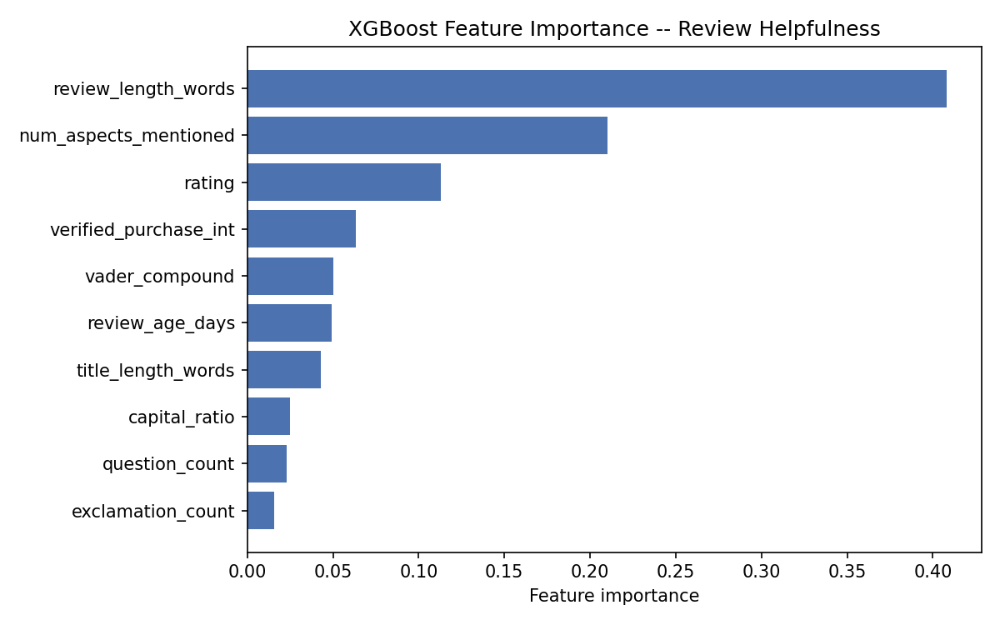 XGBoost Feature Importance -- Review Helpfulness
review_length_words
num_aspects_mentioned
rating
verified_purchase_int
vader_compound
review_age_days
title_length_words
capital_ratio
question_count
exclamation_count
0.00 0.05 0.10 0.15 0.20 0.25 0.30 0.35 0.40
Feature importance